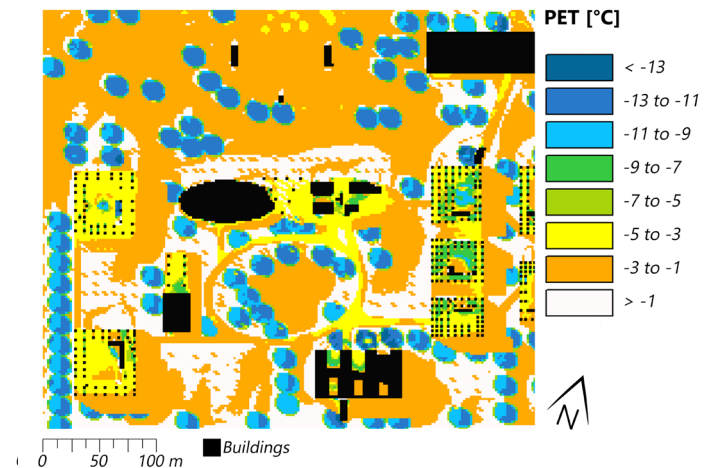 PET [°C]
< -13
-13 to -11
-11 to -9
-9 to -7
-7 to -5
-5 to -3
-3 to -1
> -1
N
0 50 100 m
Buildings